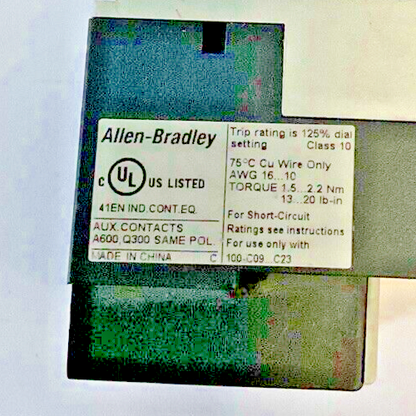 Allen-Bradley
C UL US LISTED
41EN IND.CONT.EQ.
AUX.CONTACTS
A600,Q300 SAME POL.
MADE IN CHINA C
Trip rating is 125% dial
setting Class 10
75°C Cu Wire Only
AWG 16...10
TORQUE 1.5...2.2 Nm
13...20 lb-in
For Short-Circuit
Ratings see instructions
For use only with
100-C09...C23